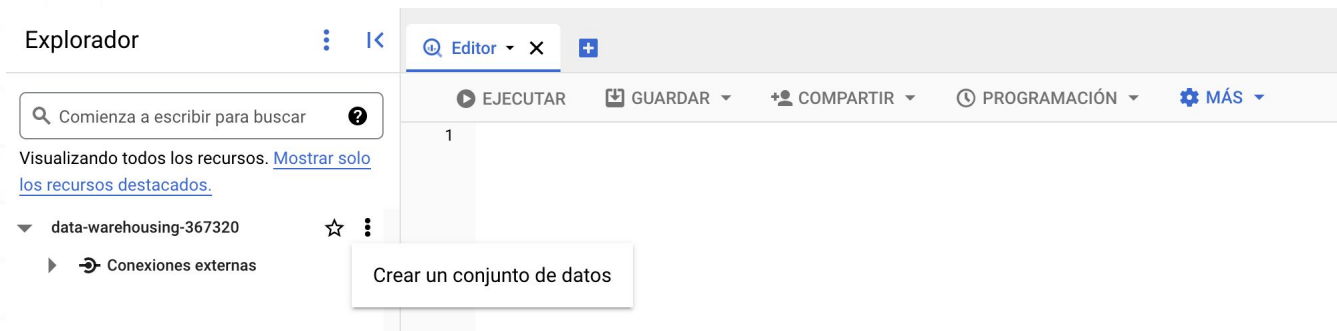 Explorador
Editor
Comienza a escribir para buscar
?
EJECUTAR
GUARDAR
COMPARTIR
PROGRAMACIÓN
MÁS
1
Visualizando todos los recursos. Mostrar solo
los recursos destacados.
data-warehousing-367320
Conexiones externas
Crear un conjunto de datos